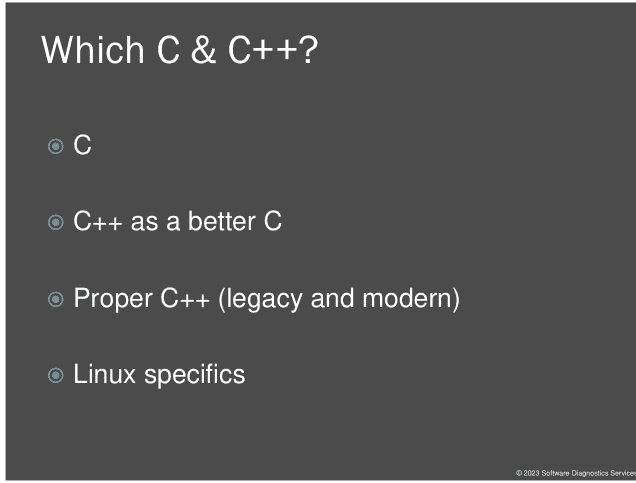 Which C & C++?
C
C++ as a better C
Proper C++ (legacy and modern)
Linux specifics
© 2023 Software Diagnostics Services